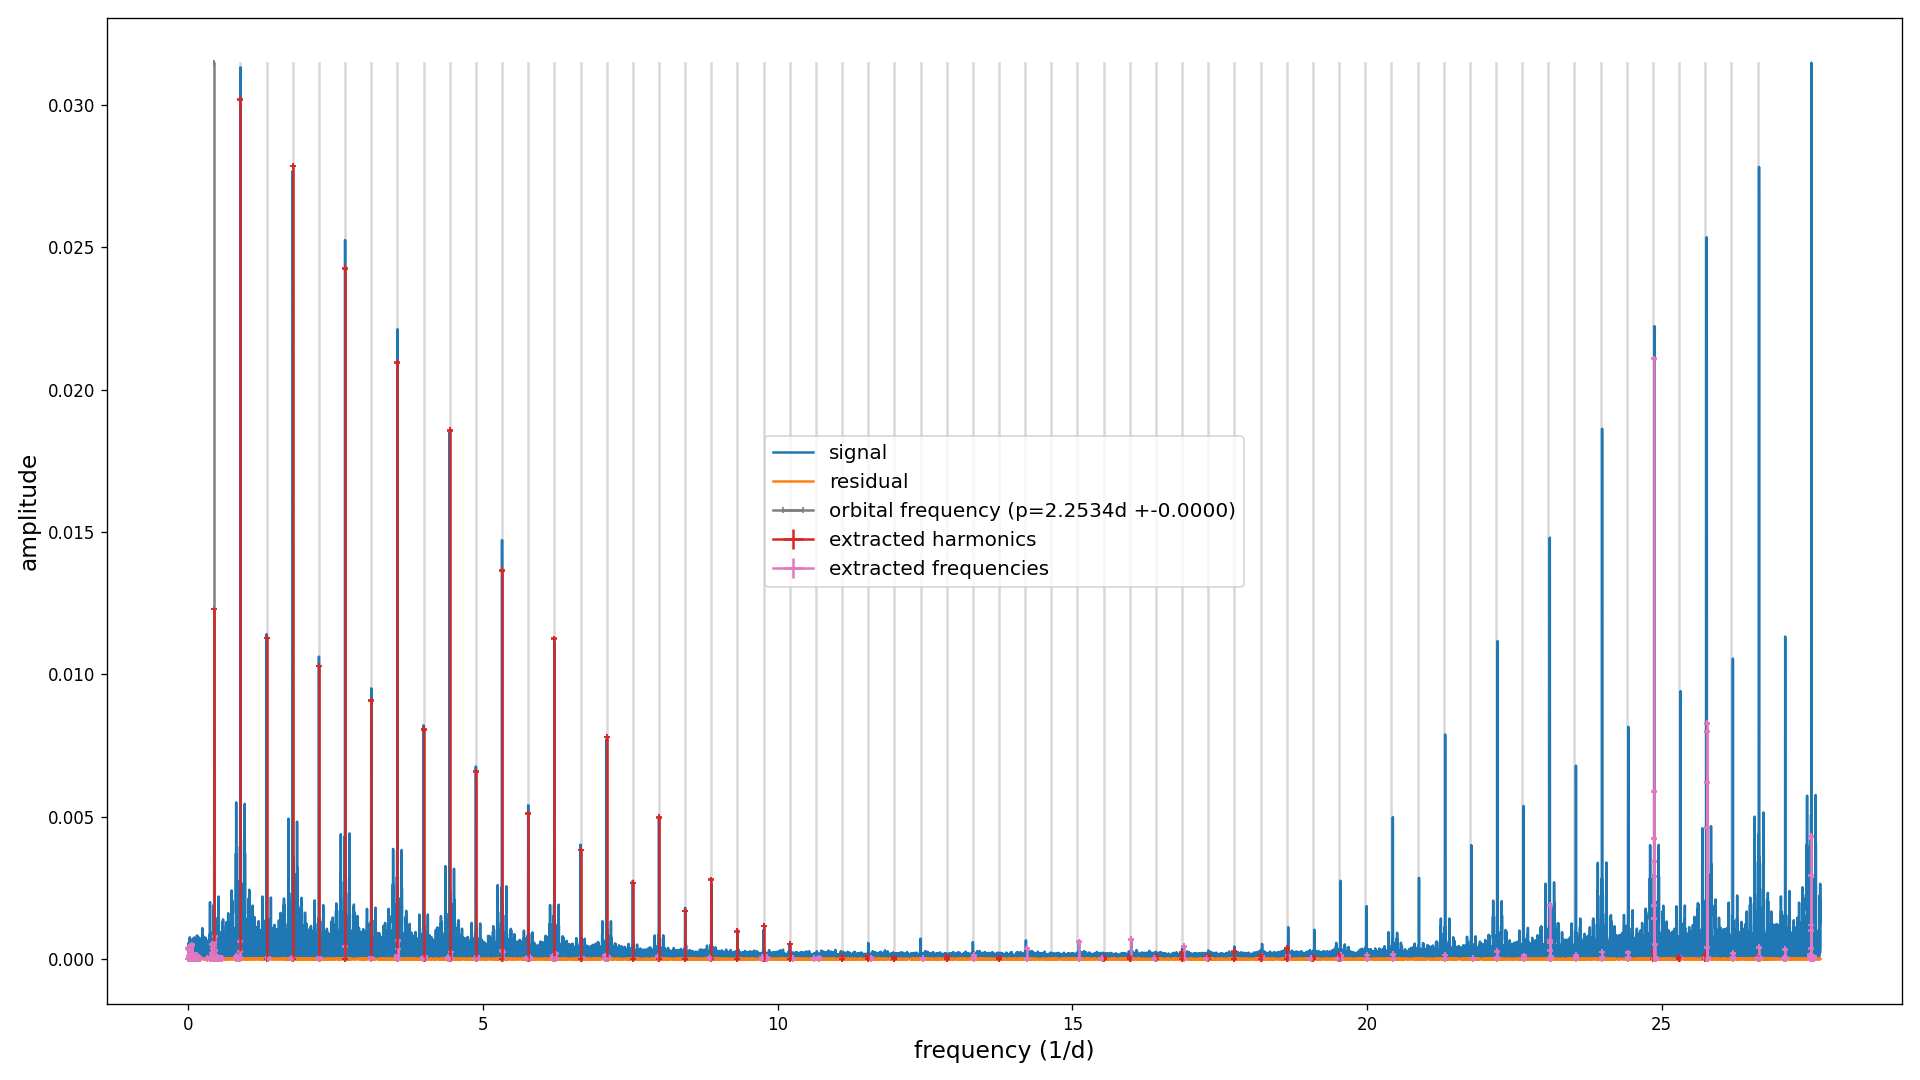 0.030
0.025
0.020
0.015
0.010
0.005
0.000
amplitude
signal
residual
orbital frequency (p=2.2534d +-0.0000)
extracted harmonics
extracted frequencies
0 5 10 15 20 25
frequency (1/d)